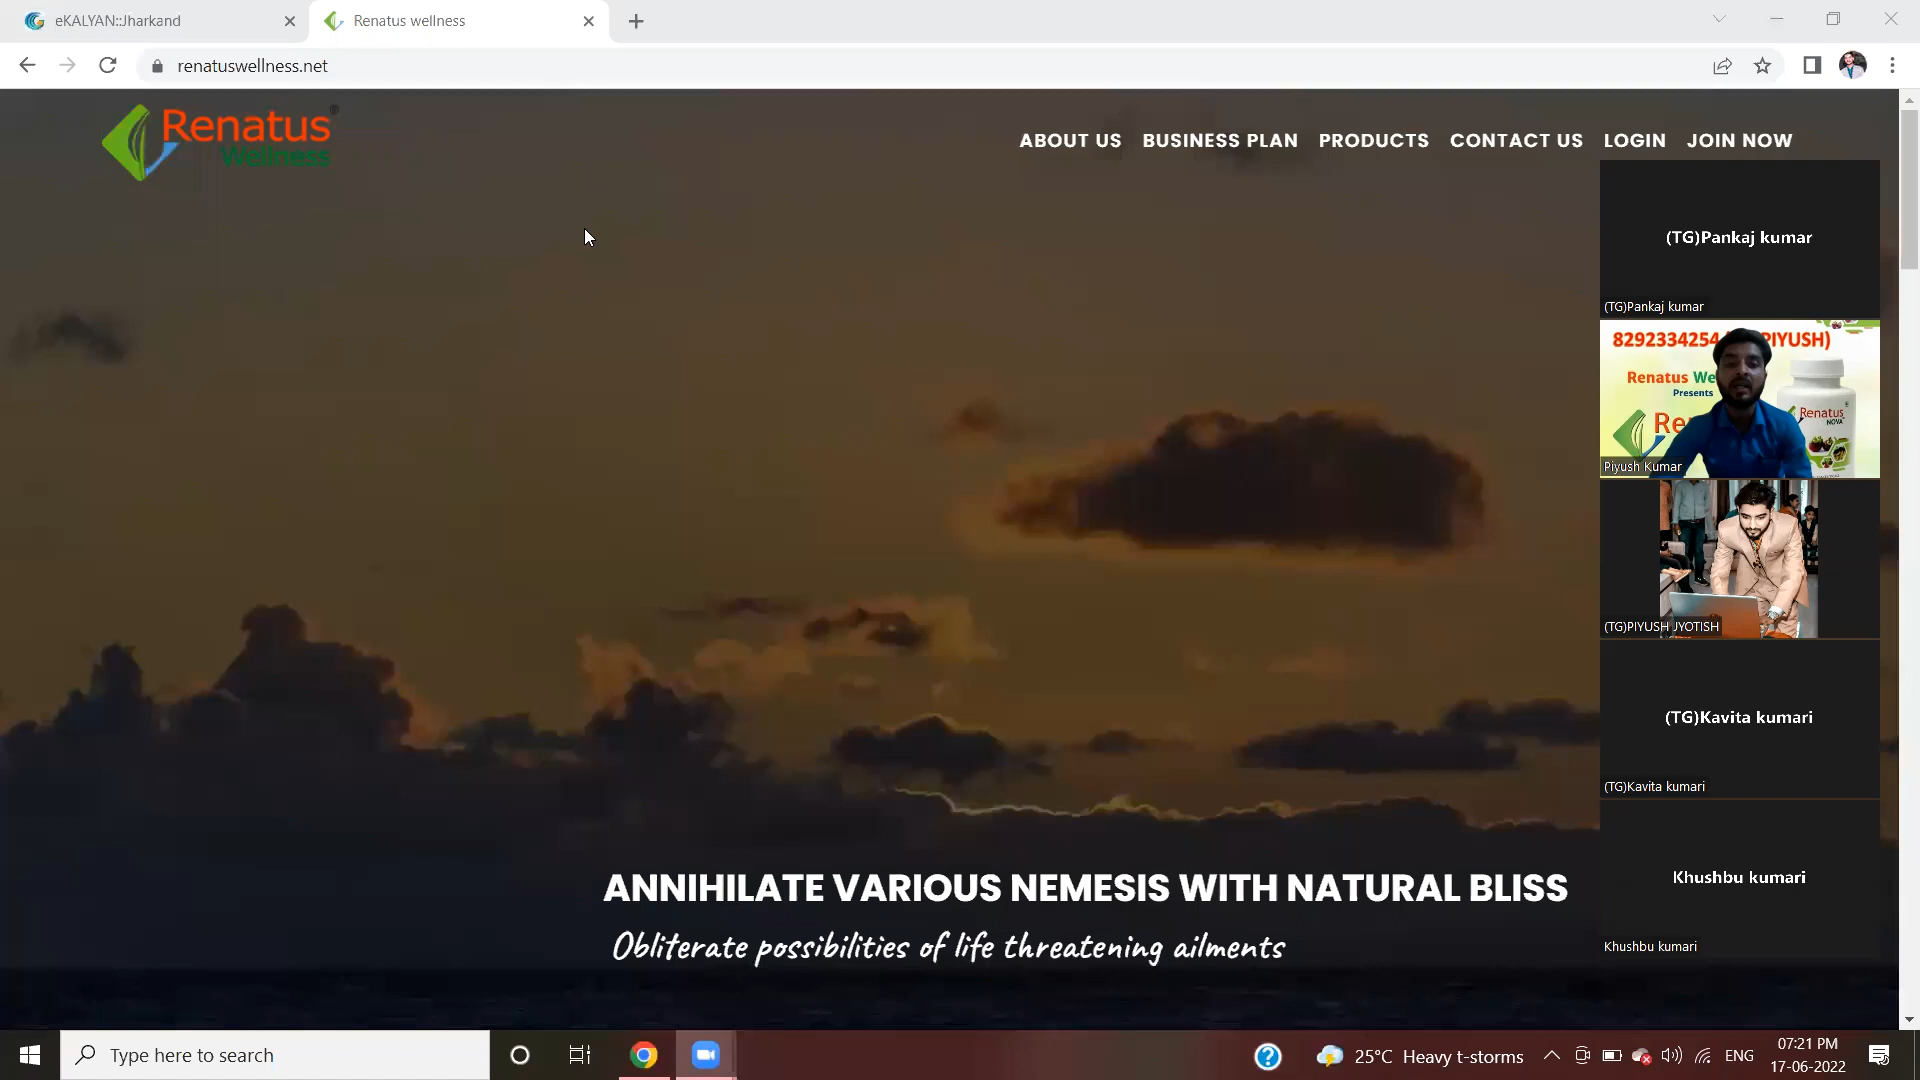 eKALYAN::Jharkand
Renatus wellness
renatuswellness.net
Renatus®
Wellness
ABOUT US BUSINESS PLAN PRODUCTS CONTACT US LOGIN JOIN NOW
(TG)Pankaj kumar
(TG)Pankaj kumar
8292334254 PIYUSH)
Renatus We
Presents
Re
Renatus
NOVA
Piyush Kumar
(TG)PIYUSH JYOTISH
(TG)Kavita kumari
(TG)Kavita kumari
Khushbu kumari
Khushbu kumari
ANNIHILATE VARIOUS NEMESIS WITH NATURAL BLISS
Obliterate possibilities of life threatening ailments
Type here to search
25°C Heavy t-storms
ENG
07:21 PM
17-06-2022